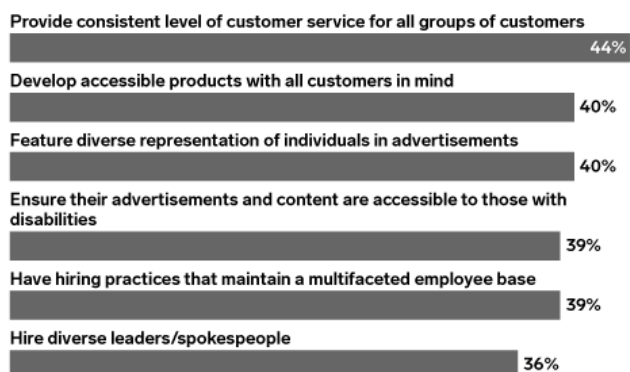 Provide consistent level of customer service for all groups of customers
44%
Develop accessible products with all customers in mind
40%
Feature diverse representation of individuals in advertisements
40%
Ensure their advertisements and content are accessible to those with
disabilities
39%
Have hiring practices that maintain a multifaceted employee base
39%
Hire diverse leaders/spokespeople
36%